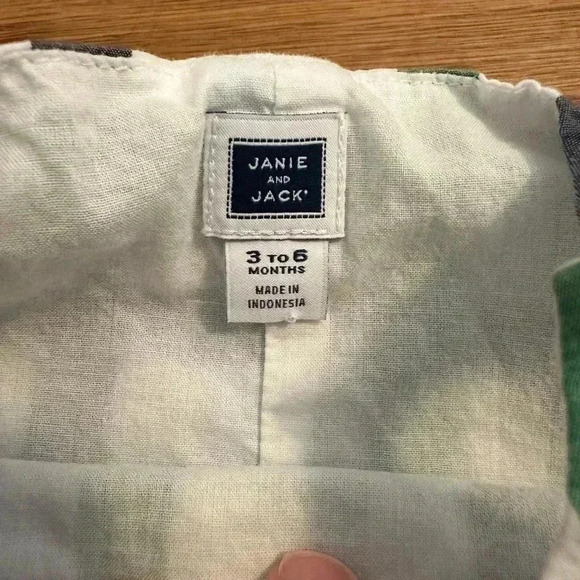 JANIE
AND
JACK
3 TO 6
MONTHS
MADE IN
INDONESIA